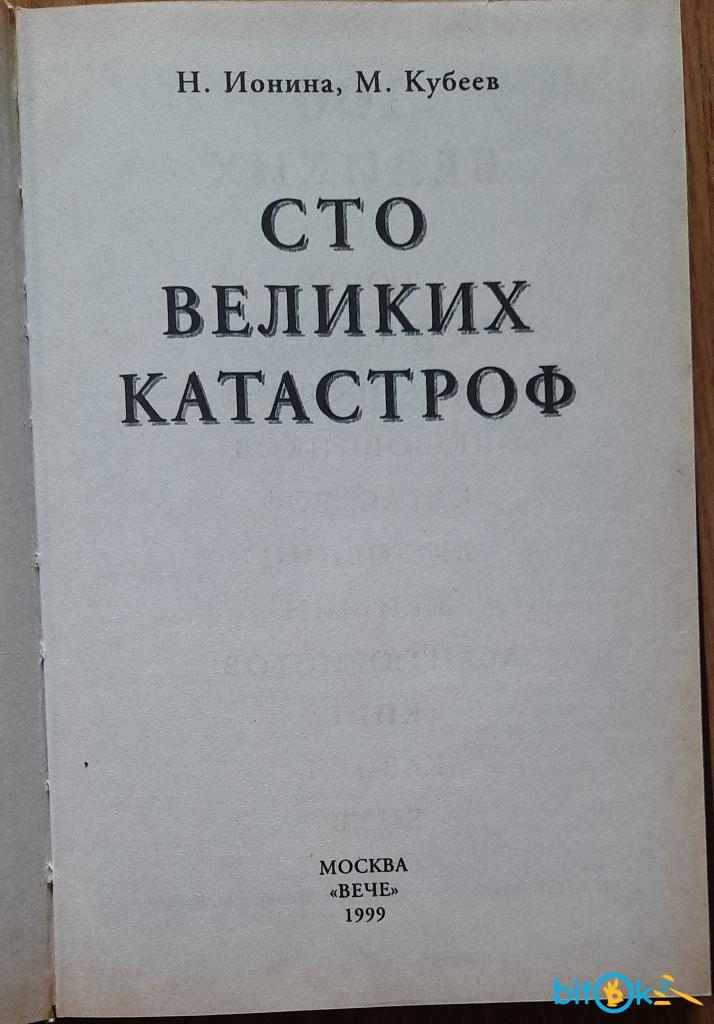 Н. Ионина, М. Кубеев
СТО
ВЕЛИКИХ
КАТАСТРОФ
МОСКВА
«ВЕЧЕ»
1999
bitOk